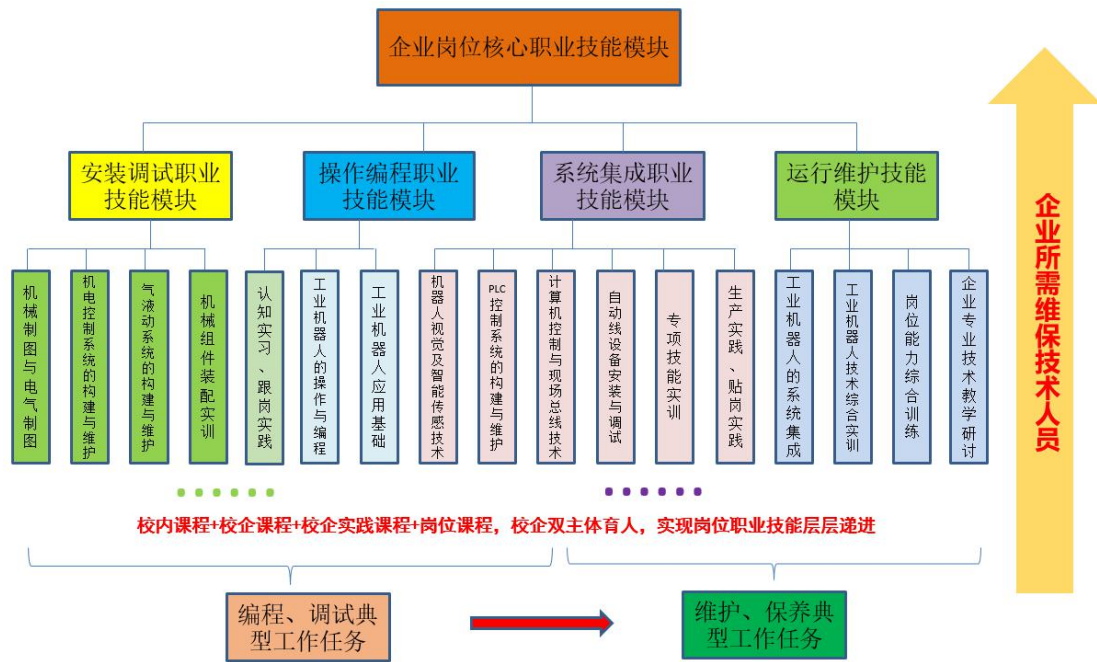 企业岗位核心职业技能模块
安装调试职业
技能模块
操作编程职业
技能模块
系统集成职业
技能模块
运行维护技能
模块
机械制图与电气制图
机电控制系统的构建与维护
气液动系统的构建与维护
机械组件装配实训
认知实习、跟岗实践
工业机器人的操作与编程
工业机器人应用基础
机器人视觉及智能传感技术
PLC控制系统的构建与维护
计算机控制与现场总线技术
自动线设备安装与调试
专项技能实训
生产实践、贴岗实践
工业机器人的系统集成
工业机器人技术综合实训
岗位能力综合训练
企业专业技术教学研讨
校内课程+校企课程+校企实践课程+岗位课程，校企双主体育人，实现岗位职业技能层层递进
编程、调试典
型工作任务
维护、保养典
型工作任务
企业所需维保技术人员